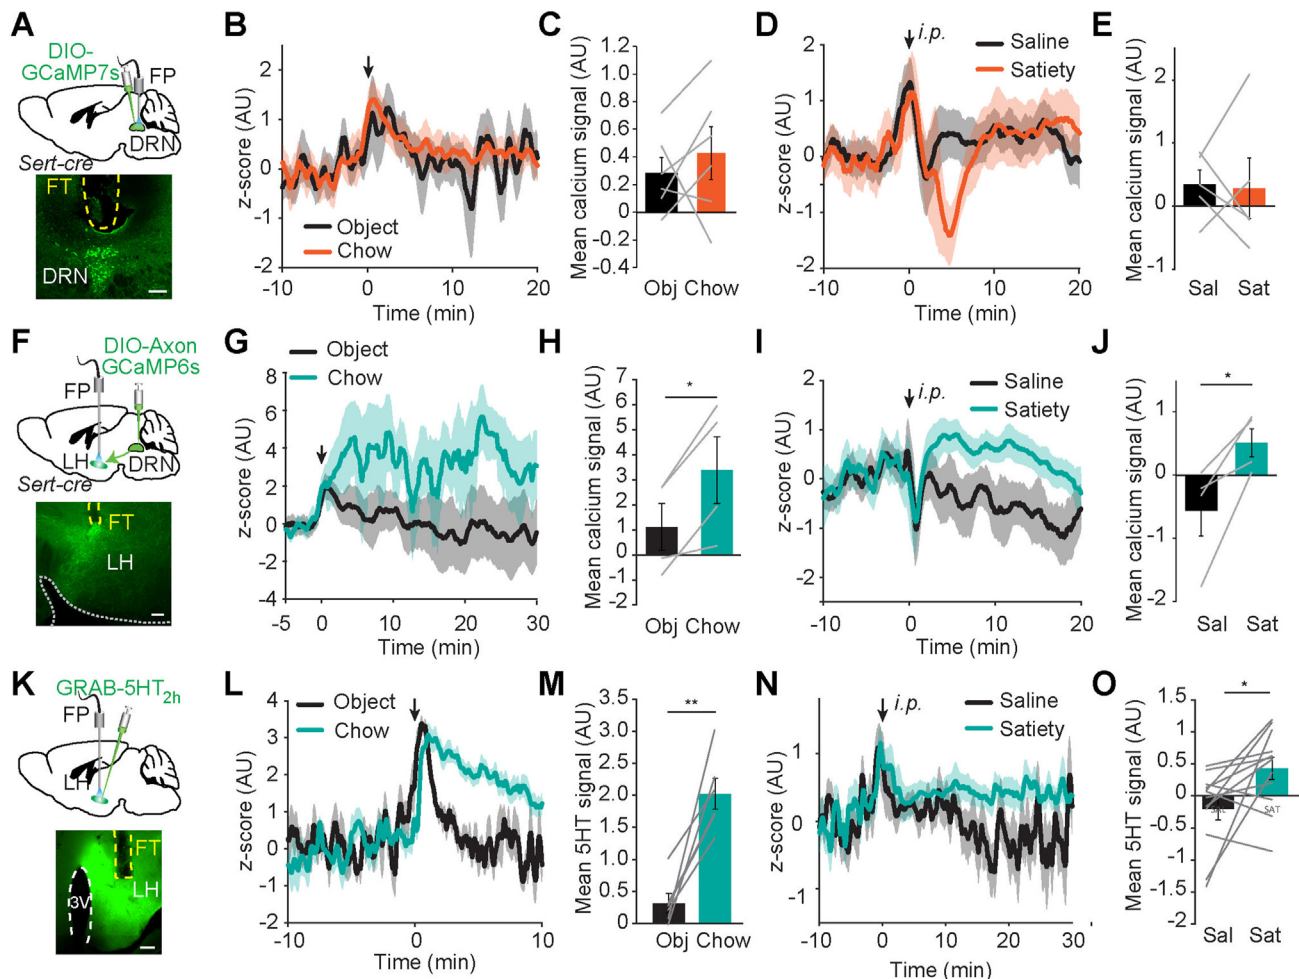 A
DIO-
GCaMP7s
FP
DRN
Sert-cre
FT
DRN
B
z-score (AU)
2
1
0
-1
-2
Object
Chow
-10
0
10
20
Time (min)
C
Mean calcium signal (AU)
1.2
1.0
0.8
0.6
0.4
0.2
0
-0.2
-0.4
Obj Chow
D
i.p.
Saline
Satiety
z-score (AU)
2
1
0
-1
-2
-10
0
10
20
Time (min)
E
Mean calcium signal (AU)
2
1
0
-1
Sal
Sat
F
DIO-Axon
GCaMP6s
FP
LH
DRN
Sert-cre
FT
LH
G
Object
Chow
z-score (AU)
8
6
4
2
0
-2
-4
-5
0
10
20
30
Time (min)
H
Mean calcium signal (AU)
7
6
5
4
3
2
1
0
-1
-2
*
Obj Chow
I
i.p.
Saline
Satiety
z-score (AU)
2
1
0
-1
-2
-10
0
10
20
Time (min)
J
Mean calcium signal (AU)
*
1
0
-1
-2
Sal
Sat
K
GRAB-5HT2h
FP
LH
FT
LH
3V
L
Object
Chow
z-score (AU)
4
3
2
1
0
-1
-2
-10
0
10
Time (min)
M
Mean 5HT signal (AU)
3.5
3.0
2.5
2.0
1.5
1.0
0.5
0
**
Obj Chow
N
i.p.
Saline
Satiety
z-score (AU)
1
0
-1
-10
0
10
20
30
Time (min)
O
Mean 5HT signal (AU)
*
2
1.5
1
0.5
0
-0.5
-1
-1.5
-2
SAT
Sal
Sat